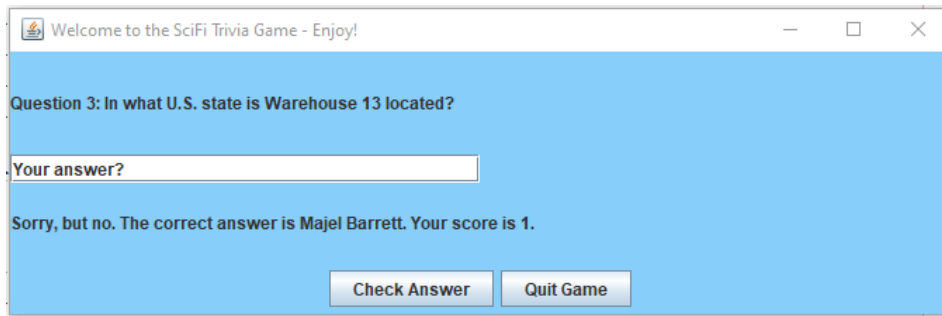 Welcome to the SciFi Trivia Game - Enjoy!
Question 3: In what U.S. state is Warehouse 13 located?
Your answer?
Sorry, but no. The correct answer is Majel Barrett. Your score is 1.
Check Answer Quit Game